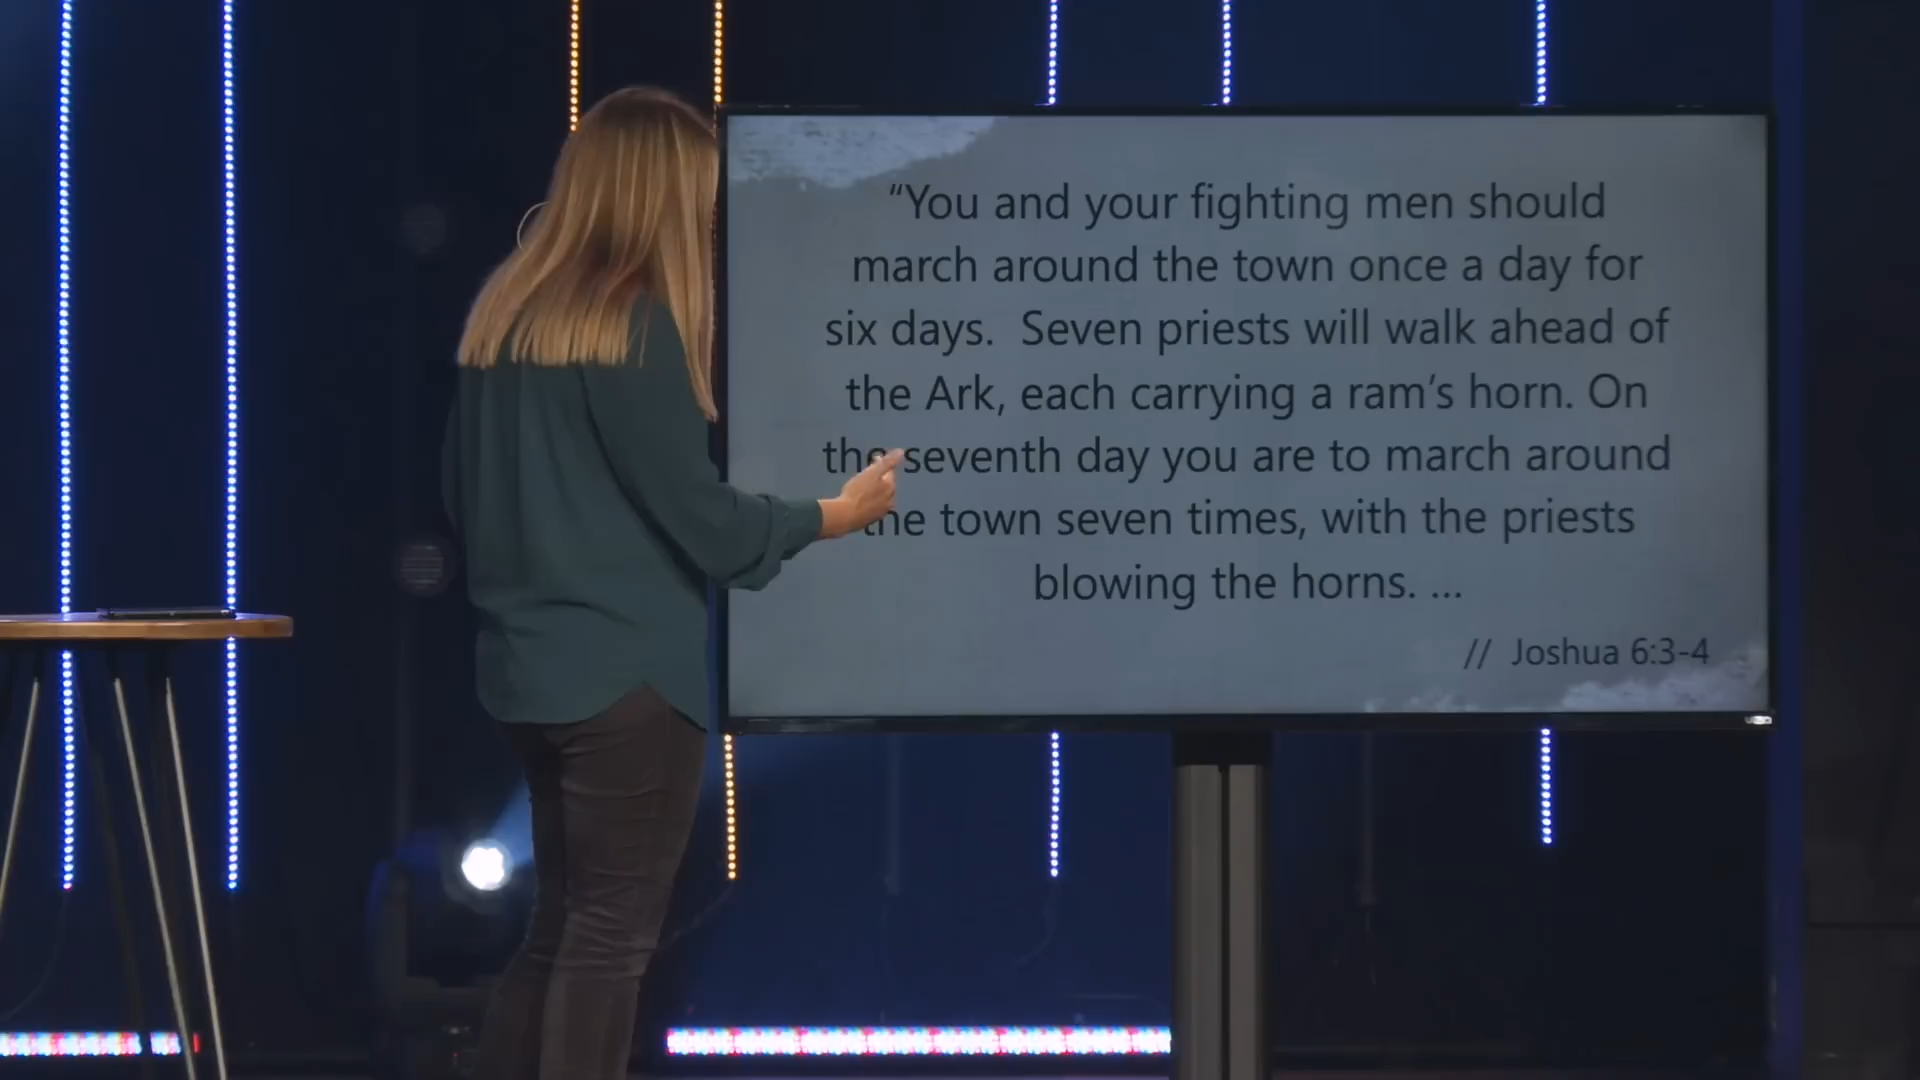 “You and your fighting men should
march around the town once a day for
six days.  Seven priests will walk ahead of
the Ark, each carrying a ram’s horn. On
the seventh day you are to march around
the town seven times, with the priests
blowing the horns. ...
//  Joshua 6:3-4